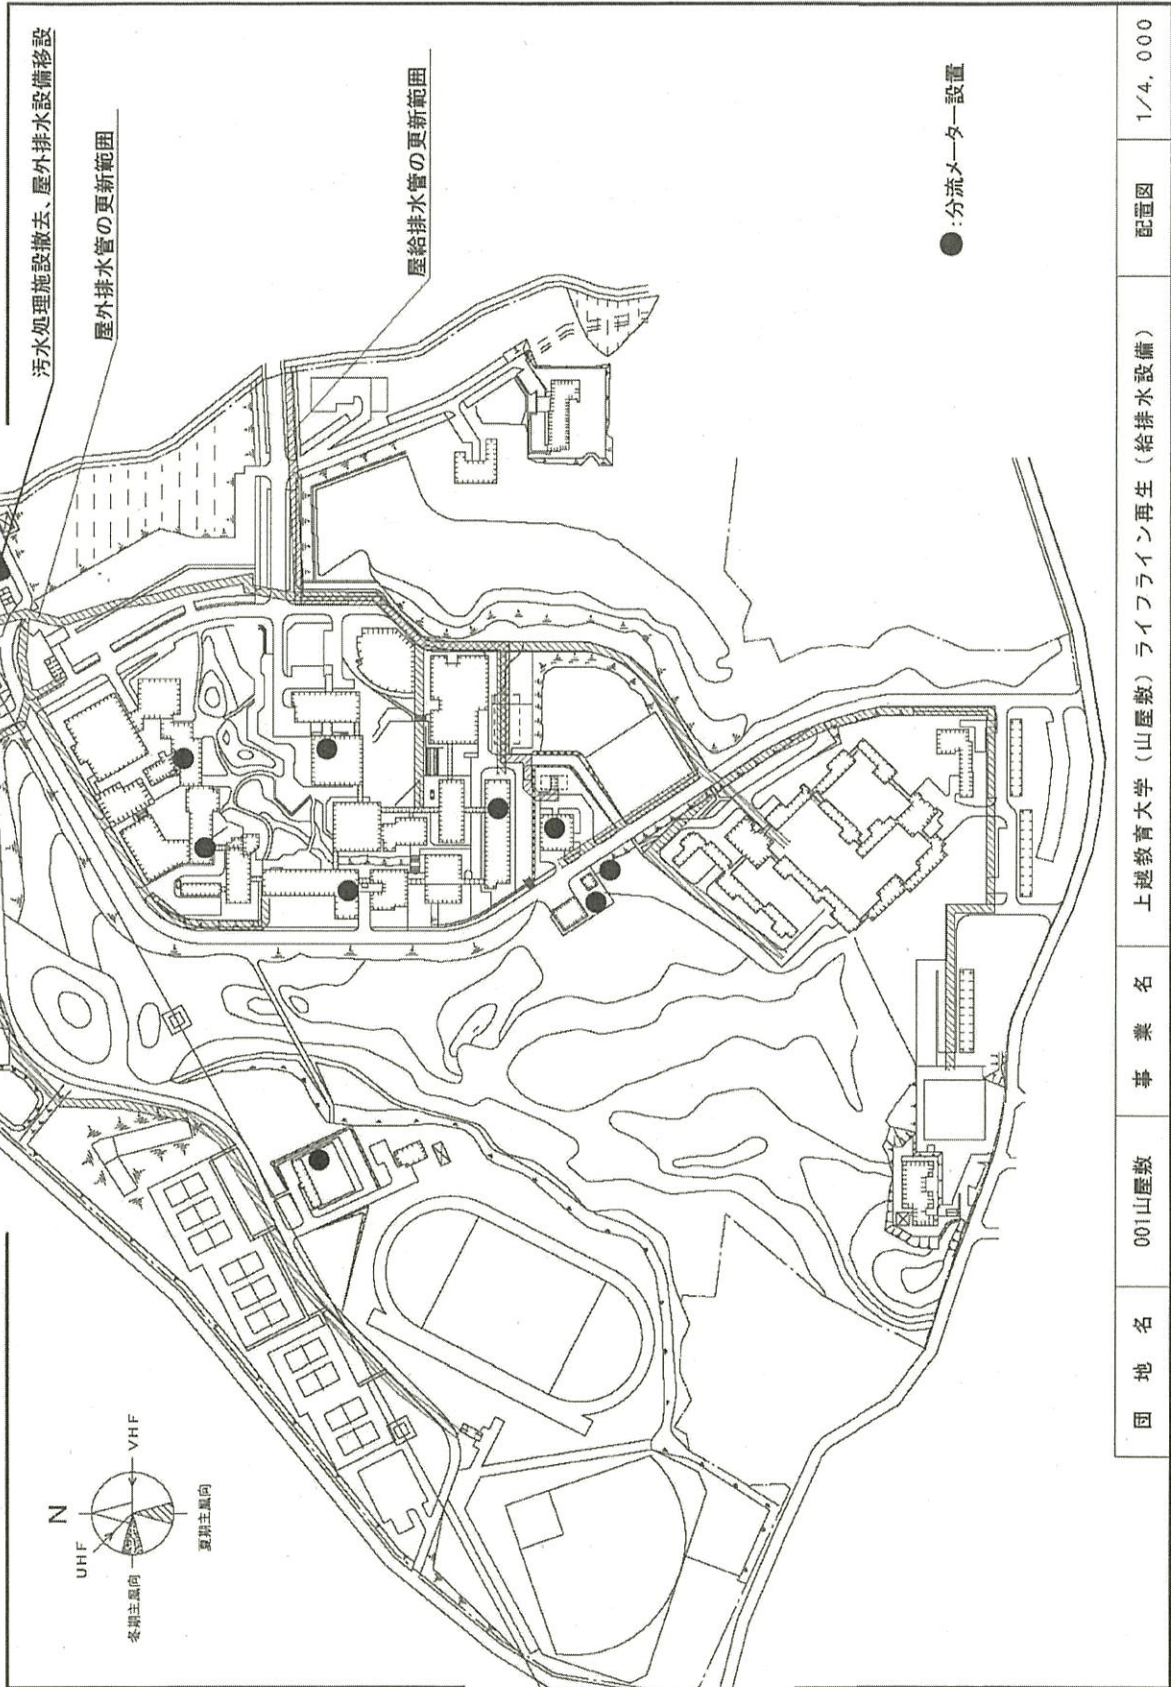 汚水処理施設撤去、屋外排水設備移設
屋外排水管の更新範囲
屋給排水管の更新範囲
●:分流メーター設置
N
UHF
VHF
冬期主風向
夏期主風向
団地名
001山屋敷
事業名
上越教育大学（山屋敷）ライフライン再生（給排水設備）
配置図
1/4,000